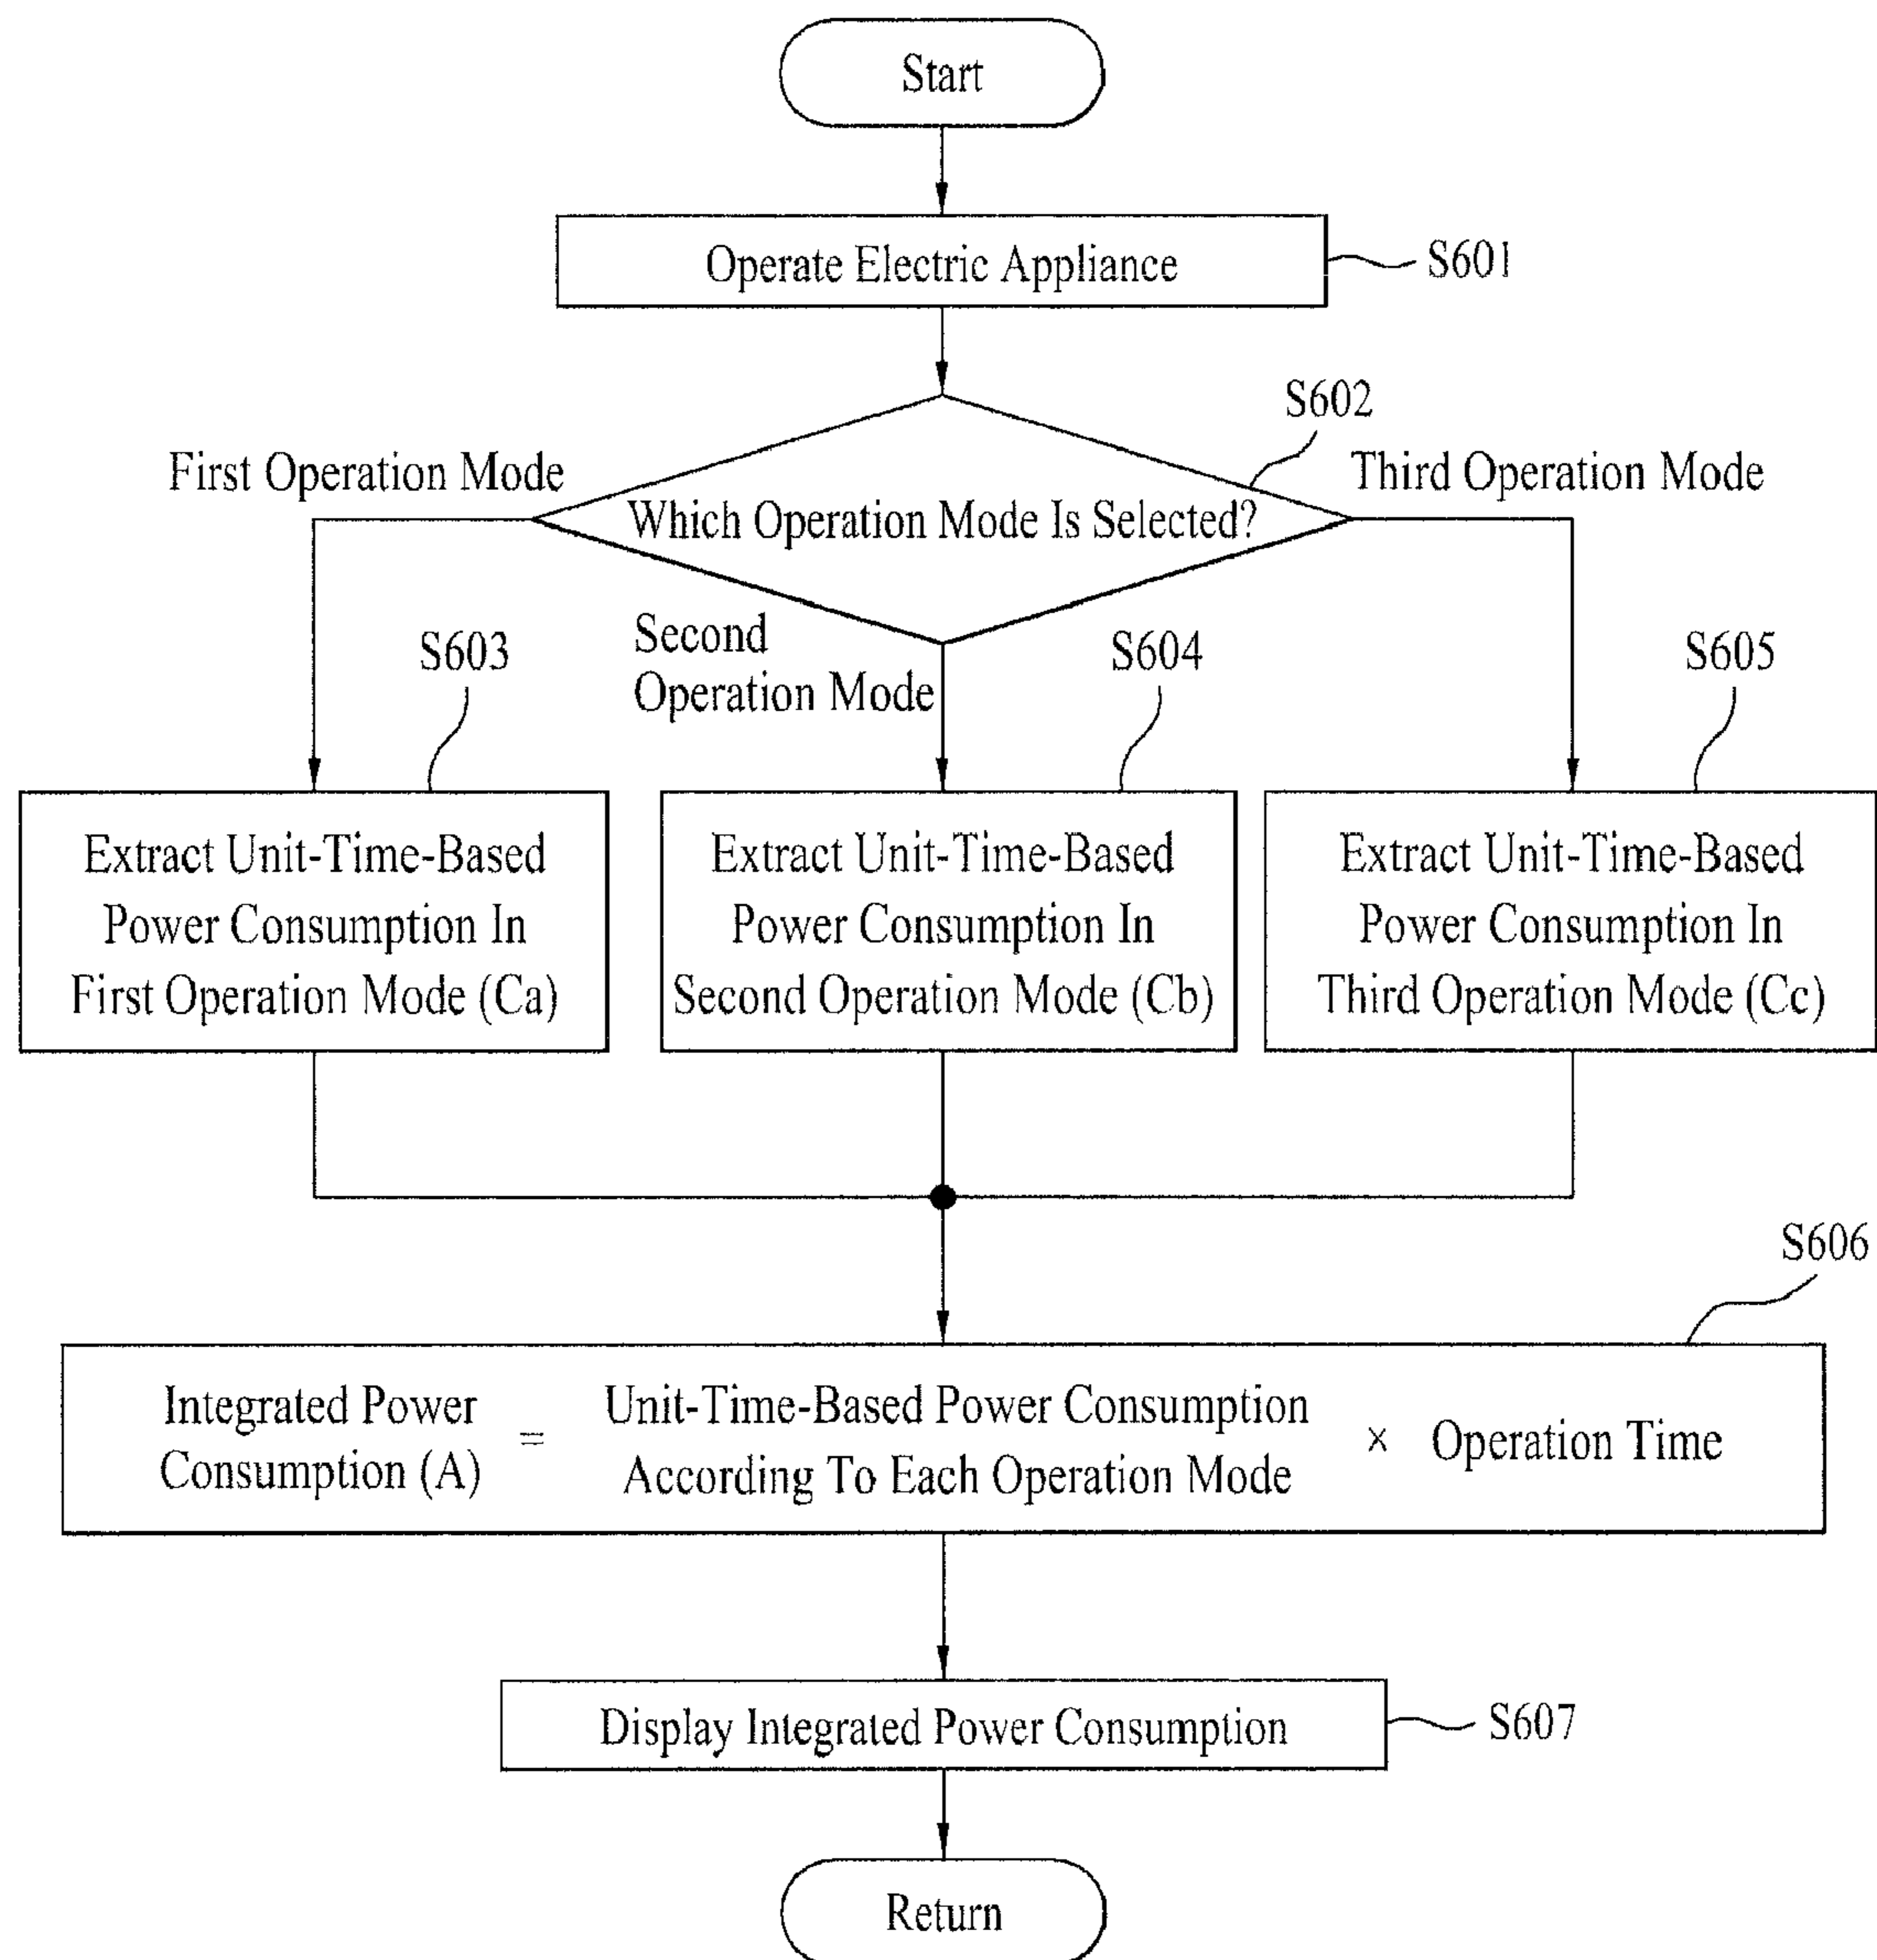 Start
Operate Electric Appliance
S601
S602
First Operation Mode
Third Operation Mode
Which Operation Mode Is Selected?
Second
Operation Mode
S603
S604
S605
Extract Unit-Time-Based
Power Consumption In
First Operation Mode (Ca)
Extract Unit-Time-Based
Power Consumption In
Second Operation Mode (Cb)
Extract Unit-Time-Based
Power Consumption In
Third Operation Mode (Cc)
S606
Integrated Power
Consumption (A)
=
Unit-Time-Based Power Consumption
According To Each Operation Mode
×
Operation Time
Display Integrated Power Consumption
S607
Return